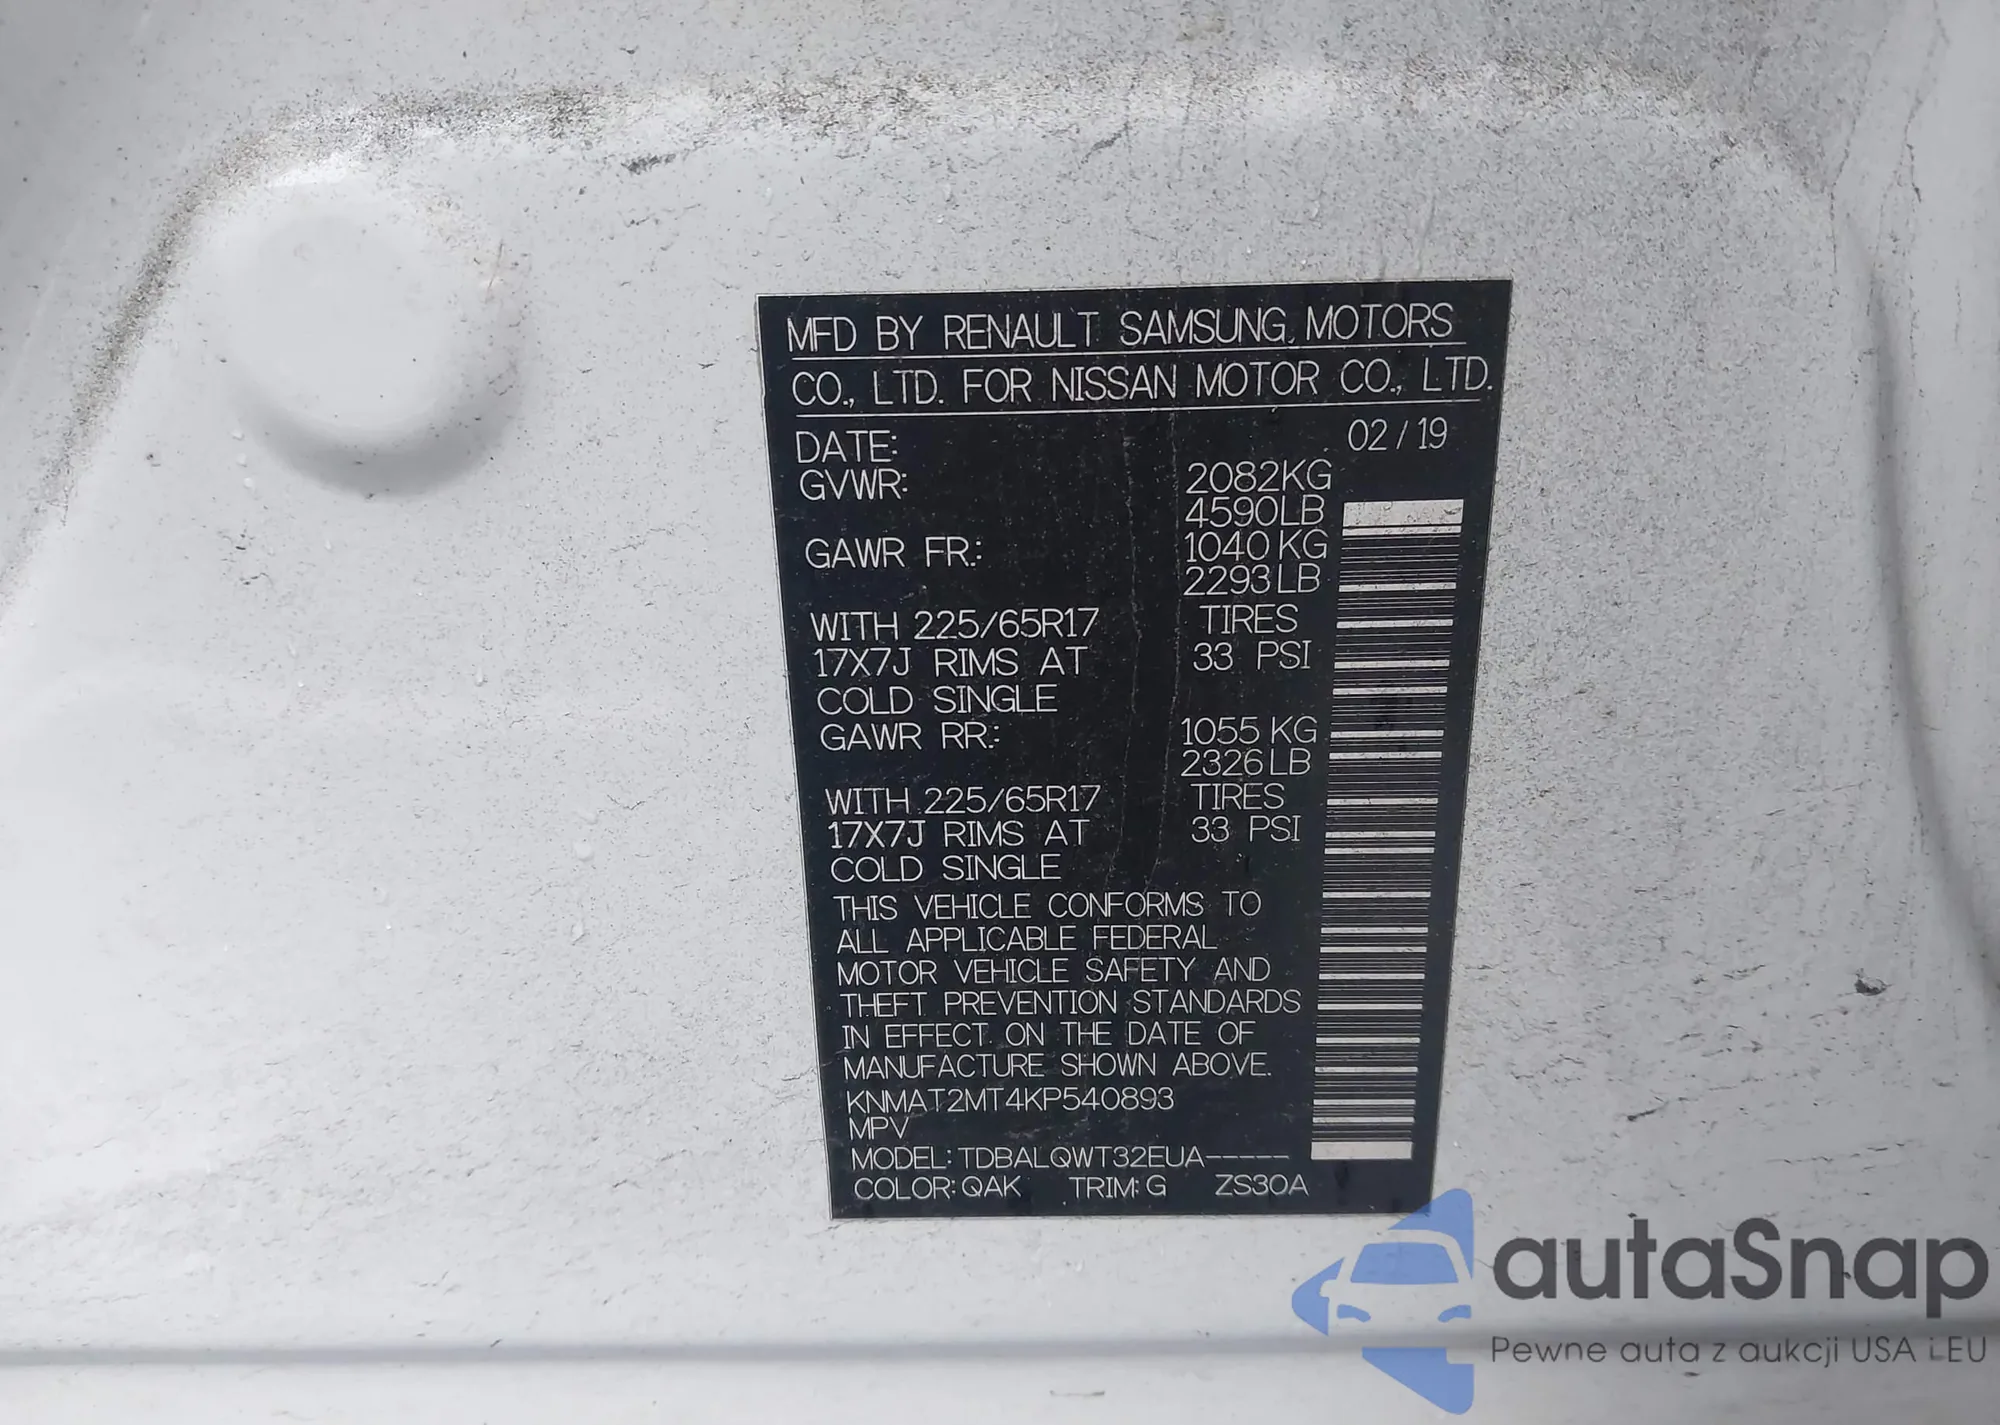 MFD BY RENAULT SAMSUNG MOTORS
CO., LTD. FOR NISSAN MOTOR CO., LTD.
DATE: 02 / 19
GVWR: 2082KG
4590LB
GAWR FR.: 1040 KG
2293LB
WITH 225/65R17 TIRES
17X7J RIMS AT 33 PSI
COLD SINGLE
GAWR RR.: 1055 KG
2326LB
WITH 225/65R17 TIRES
17X7J RIMS AT 33 PSI
COLD SINGLE
THIS VEHICLE CONFORMS TO
ALL APPLICABLE FEDERAL
MOTOR VEHICLE SAFETY AND
THEFT PREVENTION STANDARDS
IN EFFECT ON THE DATE OF
MANUFACTURE SHOWN ABOVE.
KNMAT2MT4KP540893
MPV
MODEL: TDBALQWT32EUA-----
COLOR: QAK TRIM: G ZS30A
autaSnap
Pewne auta z aukcji USA i EU